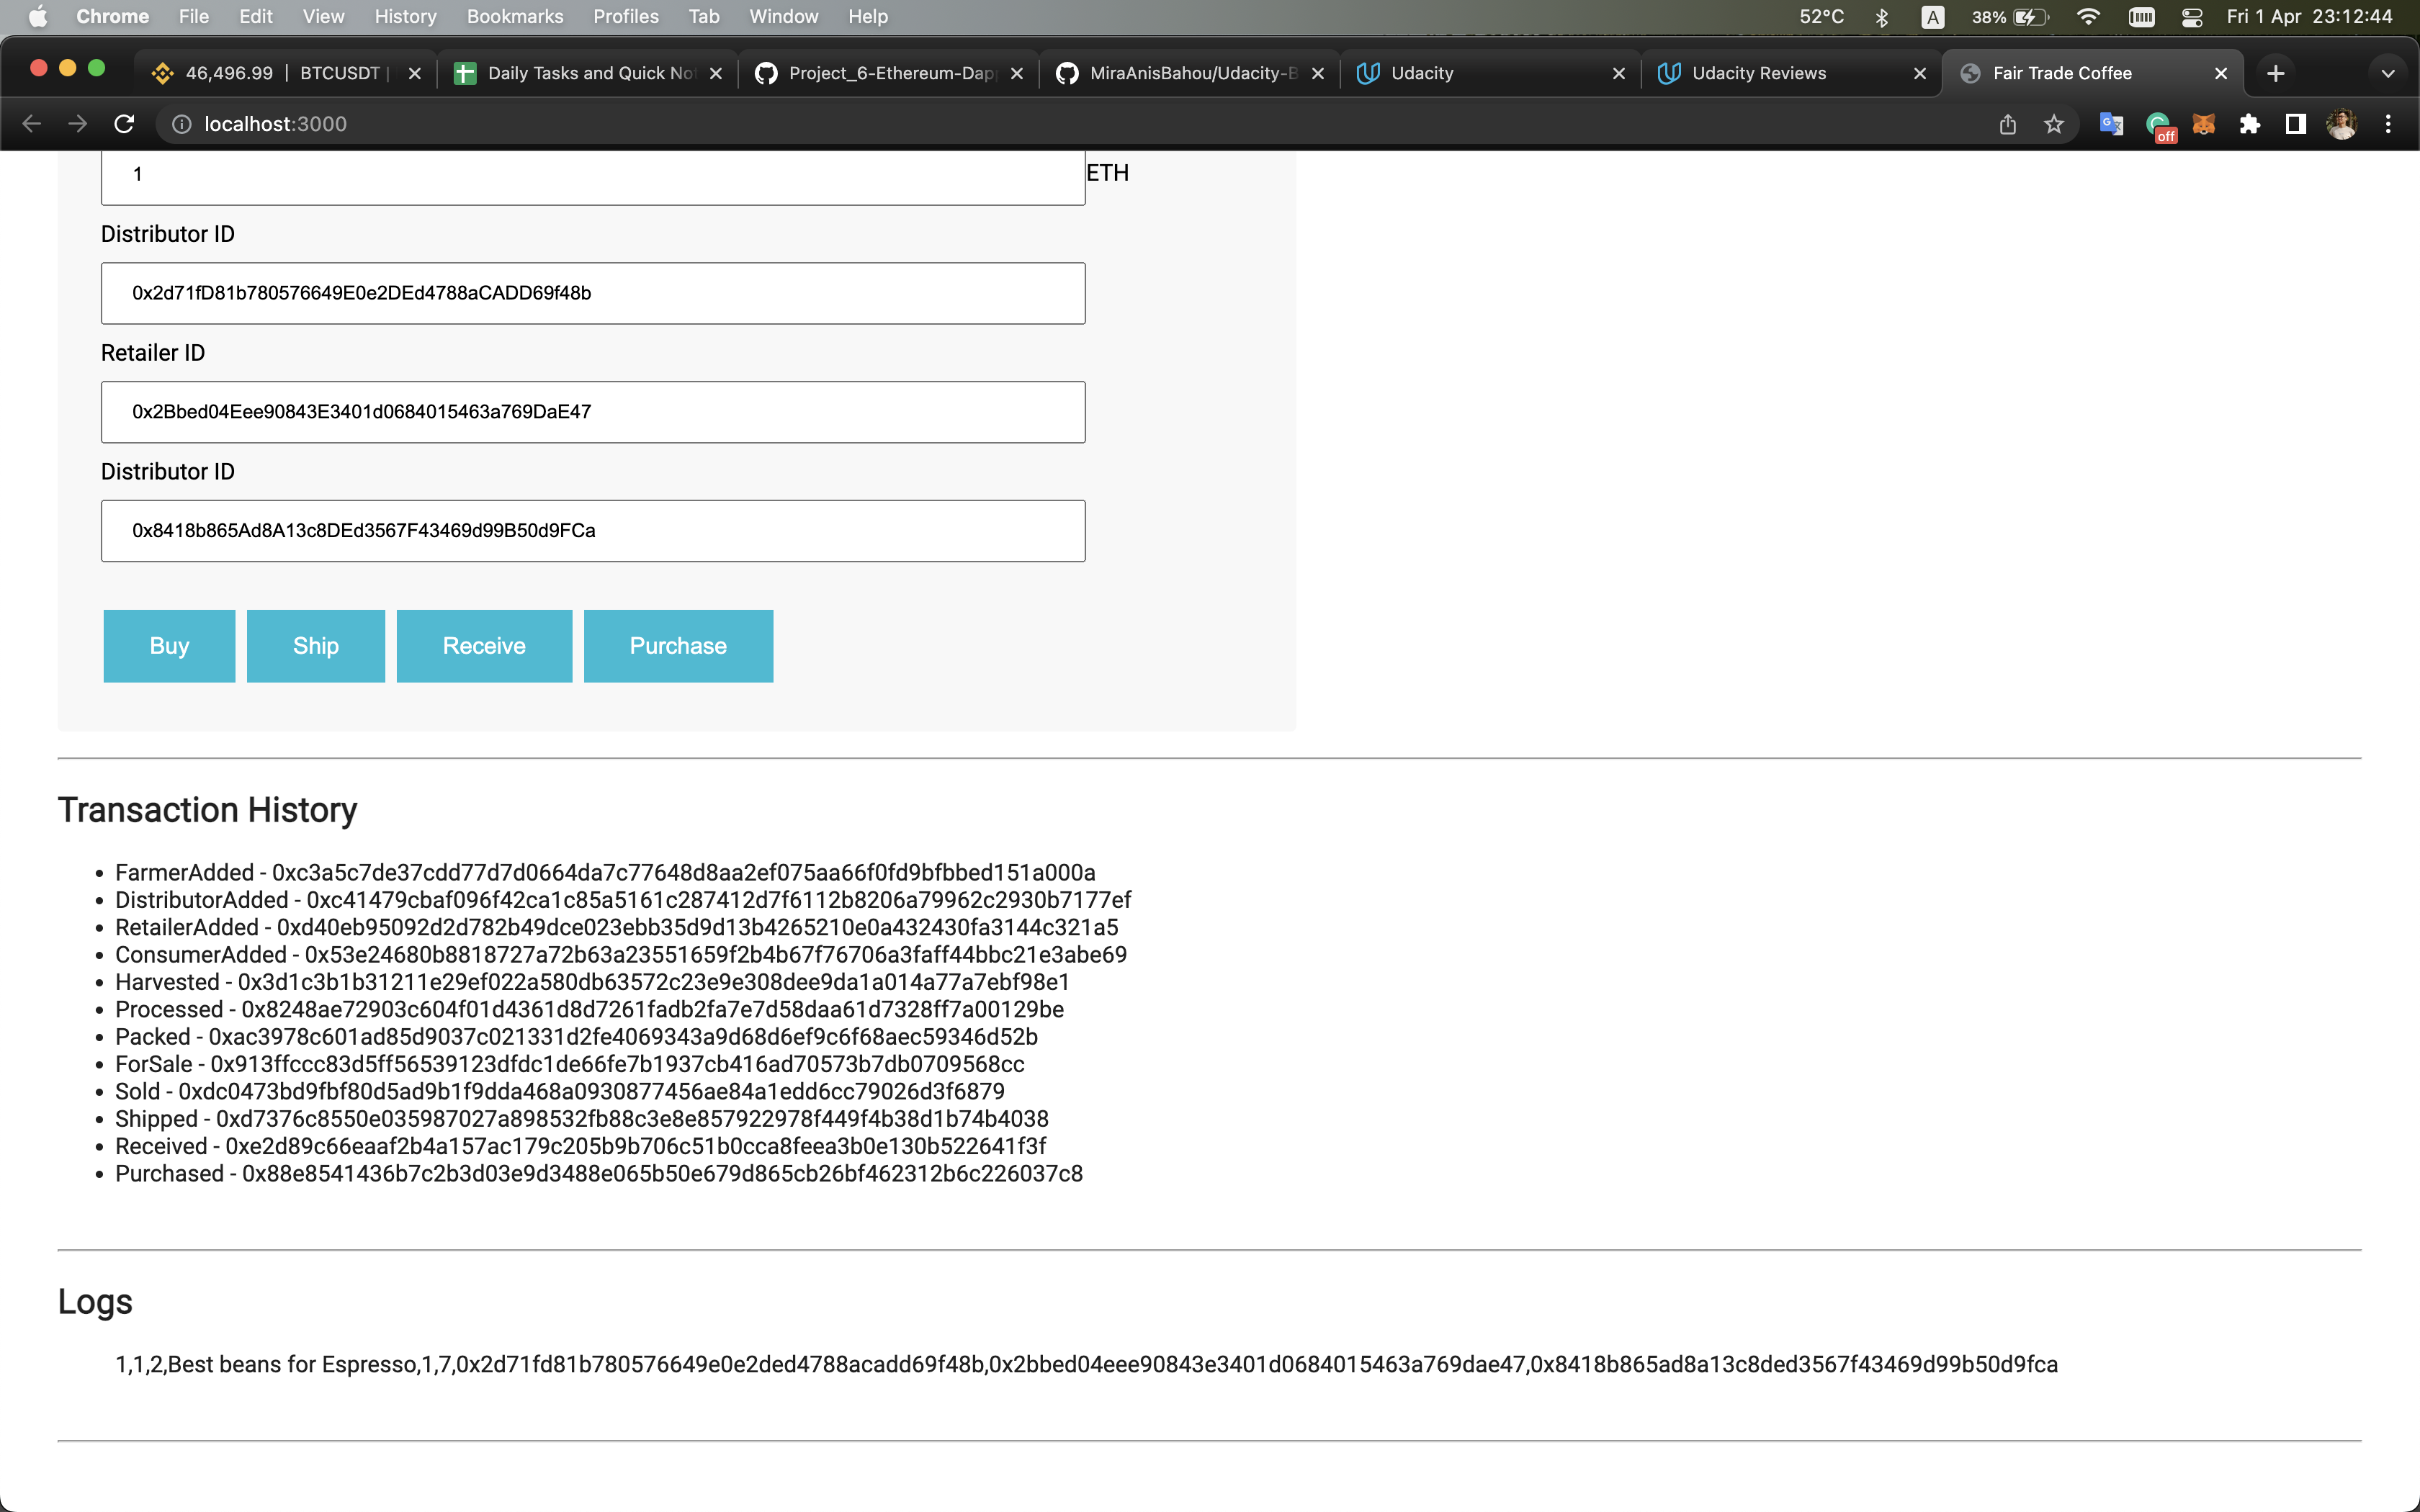 Chrome File Edit View History Bookmarks Profiles Tab Window Help 52°C A 38% Fri 1 Apr 23:12:44
46,496.99 | BTCUSDT | Daily Tasks and Quick No Project_6-Ethereum-Dap MiraAnisBahou/Udacity-B Udacity Udacity Reviews Fair Trade Coffee
localhost:3000 off
1 ETH
Distributor ID
0x2d71fD81b780576649E0e2DEd4788aCADD69f48b
Retailer ID
0x2Bbed04Eee90843E3401d0684015463a769DaE47
Distributor ID
0x8418b865Ad8A13c8DEd3567F43469d99B50d9FCa
Buy Ship Receive Purchase
Transaction History
FarmerAdded - 0xc3a5c7de37cdd77d7d0664da7c77648d8aa2ef075aa66f0fd9bfbbed151a000a
DistributorAdded - 0xc41479cbaf096f42ca1c85a5161c287412d7f6112b8206a79962c2930b7177ef
RetailerAdded - 0xd40eb95092d2d782b49dce023ebb35d9d13b4265210e0a432430fa3144c321a5
ConsumerAdded - 0x53e24680b8818727a72b63a23551659f2b4b67f76706a3faff44bbc21e3abe69
Harvested - 0x3d1c3b1b31211e29ef022a580db63572c23e9e308dee9da1a014a77a7ebf98e1
Processed - 0x8248ae72903c604f01d4361d8d7261fadb2fa7e7d58daa61d7328ff7a00129be
Packed - 0xac3978c601ad85d9037c021331d2fe4069343a9d68d6ef9c6f68aec59346d52b
ForSale - 0x913ffccc83d5ff56539123dfdc1de66fe7b1937cb416ad70573b7db0709568cc
Sold - 0xdc0473bd9fbf80d5ad9b1f9dda468a0930877456ae84a1edd6cc79026d3f6879
Shipped - 0xd7376c8550e035987027a898532fb88c3e8e857922978f449f4b38d1b74b4038
Received - 0xe2d89c66eaaf2b4a157ac179c205b9b706c51b0cca8feea3b0e130b522641f3f
Purchased - 0x88e8541436b7c2b3d03e9d3488e065b50e679d865cb26bf462312b6c226037c8
Logs
1,1,2,Best beans for Espresso,1,7,0x2d71fd81b780576649e0e2ded4788acadd69f48b,0x2bbed04eee90843e3401d0684015463a769dae47,0x8418b865ad8a13c8ded3567f43469d99b50d9fca